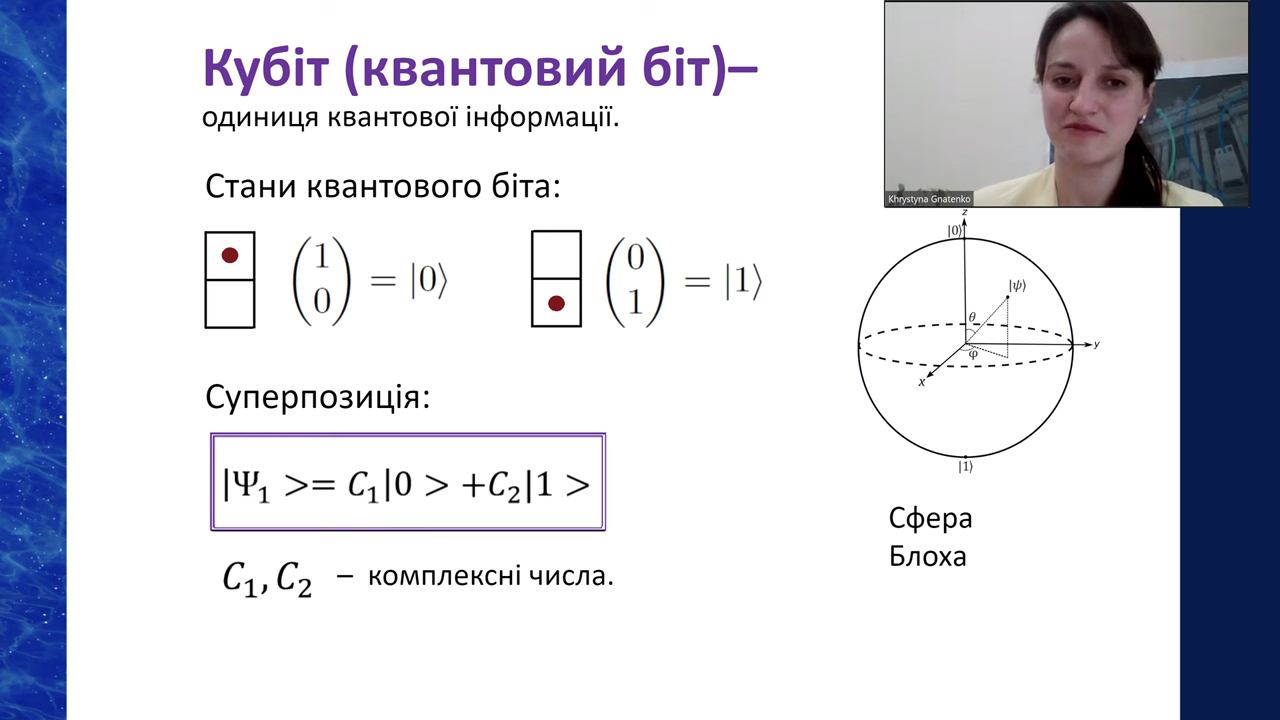 Кубіт (квантовий біт)–
одиниця квантової інформації.
Стани квантового біта:
(1 0) = |0⟩
(0 1) = |1⟩
Суперпозиція:
|Ψ₁ >= C₁|0 > +C₂|1 >
C₁, C₂ – комплексні числа.
Khrystyna Gnatenko
z
|0⟩
|ψ⟩
θ
φ
y
x
|1⟩
Сфера
Блоха